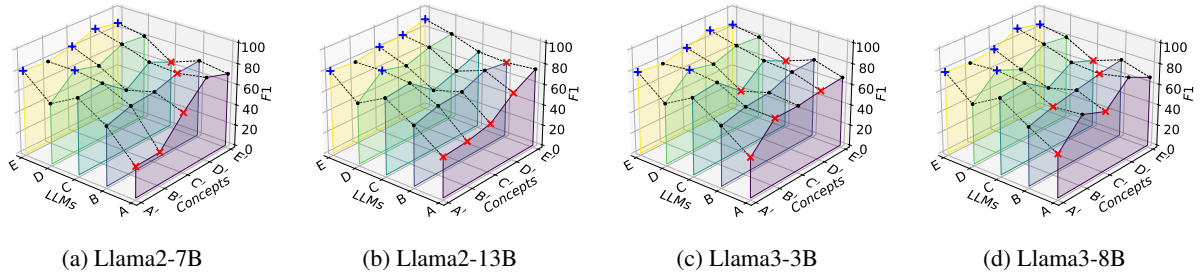 100
80
60
40
20
0
F1
E
D
C
B
A
LLMs
A-
B-
C-
D-
E-
Concepts
100
80
60
40
20
0
F1
E
D
C
B
A
LLMs
A-
B-
C-
D-
E-
Concepts
100
80
60
40
20
0
F1
E
D
C
B
A
LLMs
A-
B-
C-
D-
E-
Concepts
100
80
60
40
20
0
F1
E
D
C
B
A
LLMs
A-
B-
C-
D-
E-
Concepts
(a) Llama2-7B
(b) Llama2-13B
(c) Llama3-3B
(d) Llama3-8B